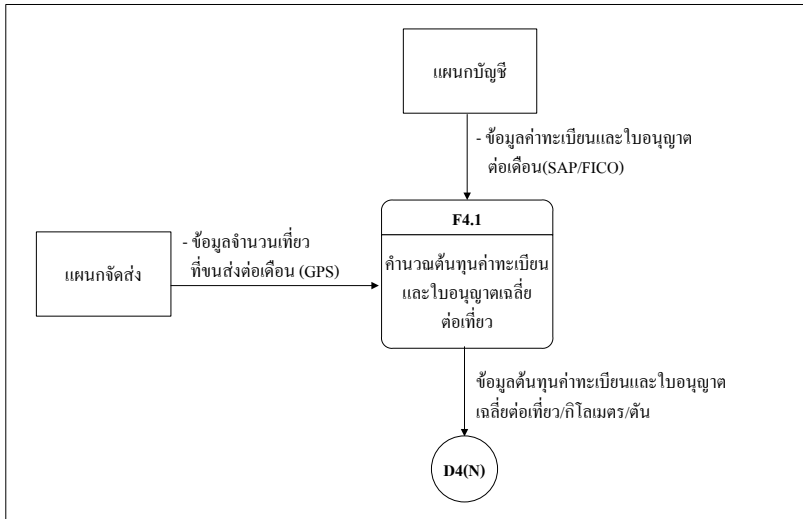 แผนกบัญชี
- ข้อมูลค่าทะเบียนและใบอนุญาต
ต่อเดือน(SAP/FICO)
F4.1
- ข้อมูลจำนวนเที่ยว
ที่ขนส่งต่อเดือน (GPS)
แผนกจัดส่ง
คำนวณต้นทุนค่าทะเบียน
และใบอนุญาตเฉลี่ย
ต่อเที่ยว
ข้อมูลต้นทุนค่าทะเบียนและใบอนุญาต
เฉลี่ยต่อเที่ยว/กิโลเมตร/ตัน
D4(N)